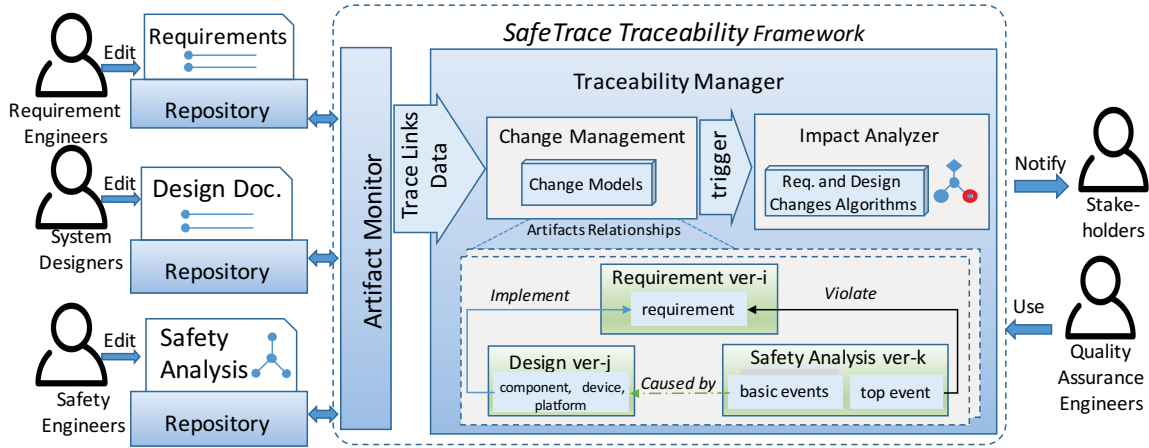 Edit
Requirements
Repository
Requirement
Engineers
Edit
Design Doc.
Repository
System
Designers
Edit
Safety
Analysis
Repository
Safety
Engineers
SafeTrace Traceability Framework
Artifact Monitor
Trace Links
Data
Traceability Manager
Change Management
Change Models
trigger
Impact Analyzer
Req. and Design
Changes Algorithms
Artifacts Relationships
Requirement ver-i
requirement
Implement
Violate
Design ver-j
component, device,
platform
Caused by
Safety Analysis ver-k
basic events
top event
Notify
Stake-
holders
Use
Quality
Assurance
Engineers